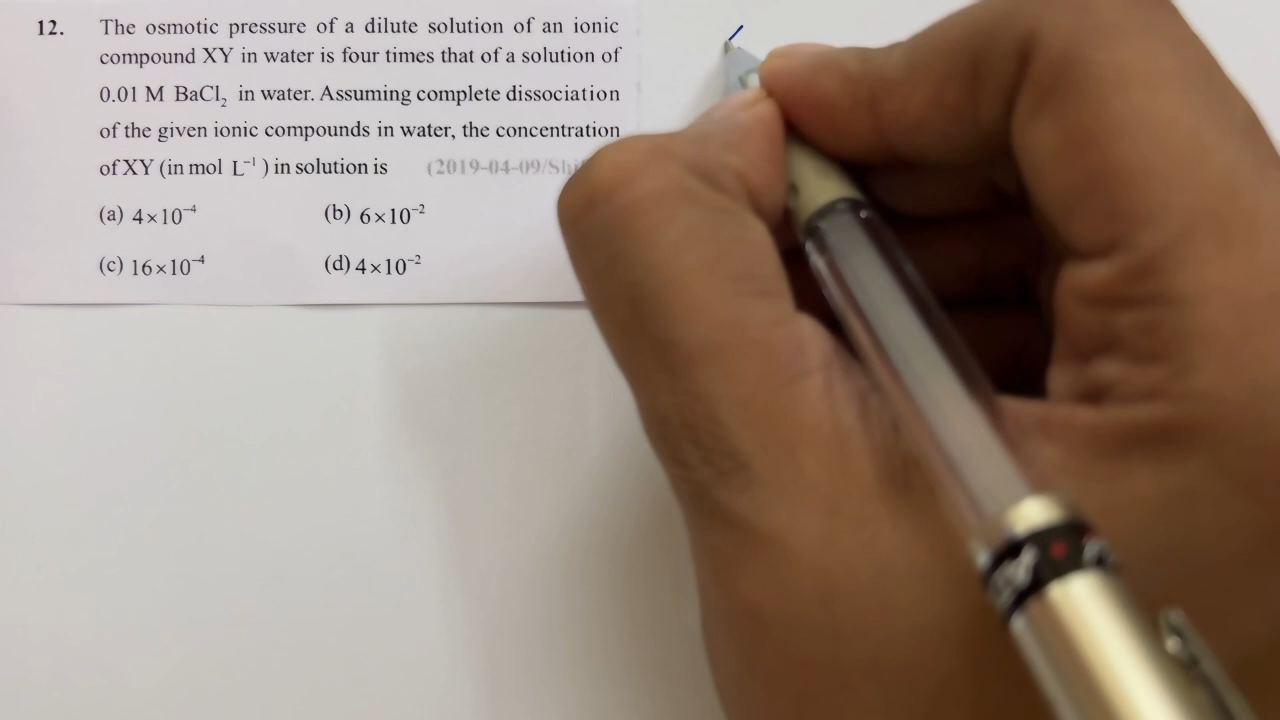 12. The osmotic pressure of a dilute solution of an ionic
compound XY in water is four times that of a solution of
0.01 M BaCl₂ in water. Assuming complete dissociation
of the given ionic compounds in water, the concentration
of XY (in mol L⁻¹) in solution is (2019-04-09/Shi
(a) 4×10⁻⁴ (b) 6×10⁻²
(c) 16×10⁻⁴ (d) 4×10⁻²